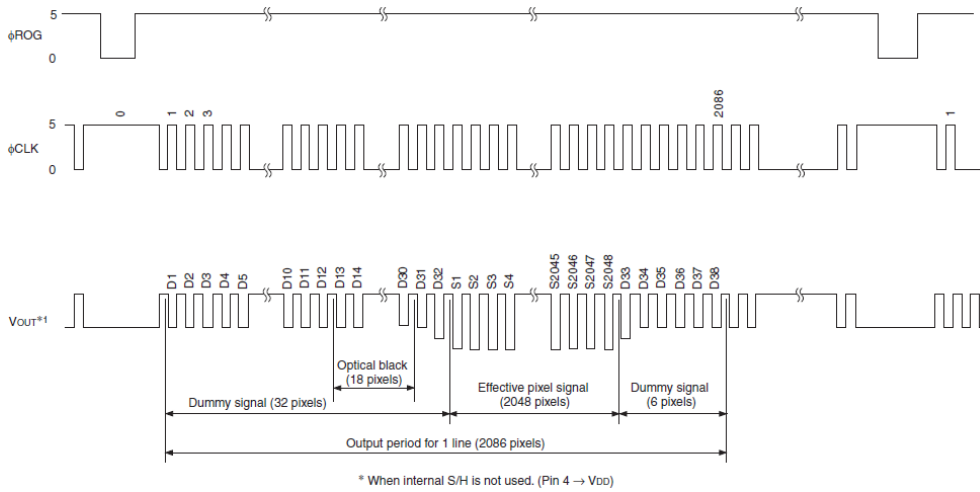 5
φROG
0
0 1 2 3 2086 1
5
φCLK
0
D1 D2 D3 D4 D5 D10 D11 D12 D13 D14 D30 D31 D32 S1 S2 S3 S4 S2045 S2046 S2047 S2048 D33 D34 D35 D36 D37 D38
VOUT*1
Optical black
(18 pixels)
Dummy signal (32 pixels)
Effective pixel signal
(2048 pixels)
Dummy signal
(6 pixels)
Output period for 1 line (2086 pixels)
* When internal S/H is not used. (Pin 4 → VDD)